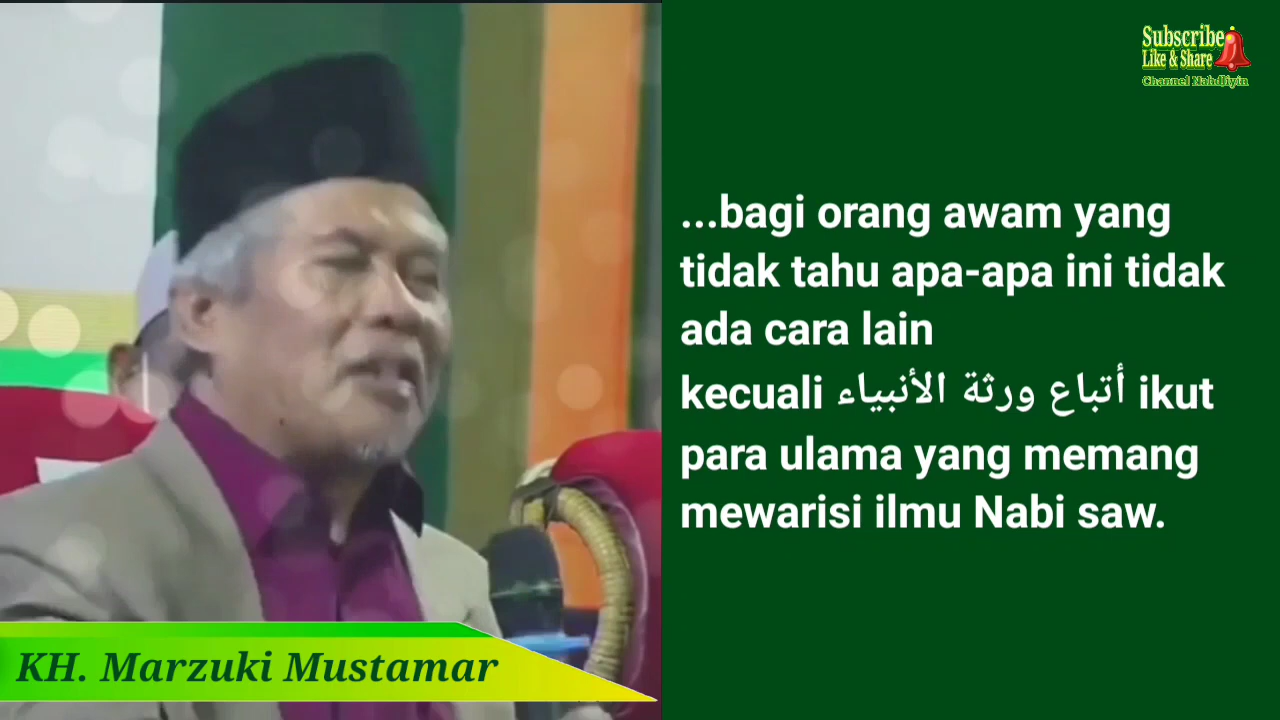 Subscribe
Like & Share
Channel Nahdliyin
...bagi orang awam yang
tidak tahu apa-apa ini tidak
ada cara lain
kecuali أتباع ورثة الأنبياء ikut
para ulama yang memang
mewarisi ilmu Nabi saw.
KH. Marzuki Mustamar